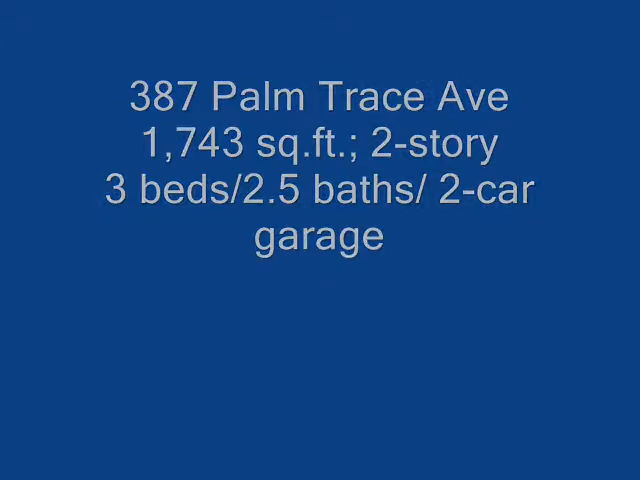 387 Palm Trace Ave
1,743 sq.ft.; 2-story
3 beds/2.5 baths/ 2-car
garage